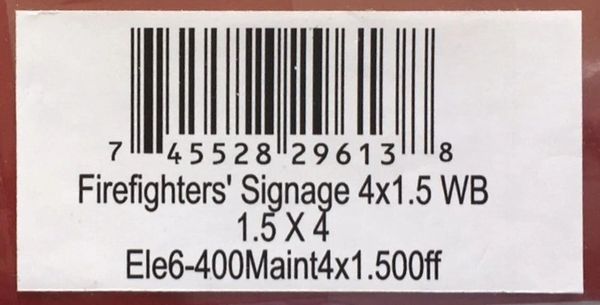 7 45528 29613 8
Firefighters' Signage 4x1.5 WB
1.5 X 4
Ele6-400Maint4x1.500ff